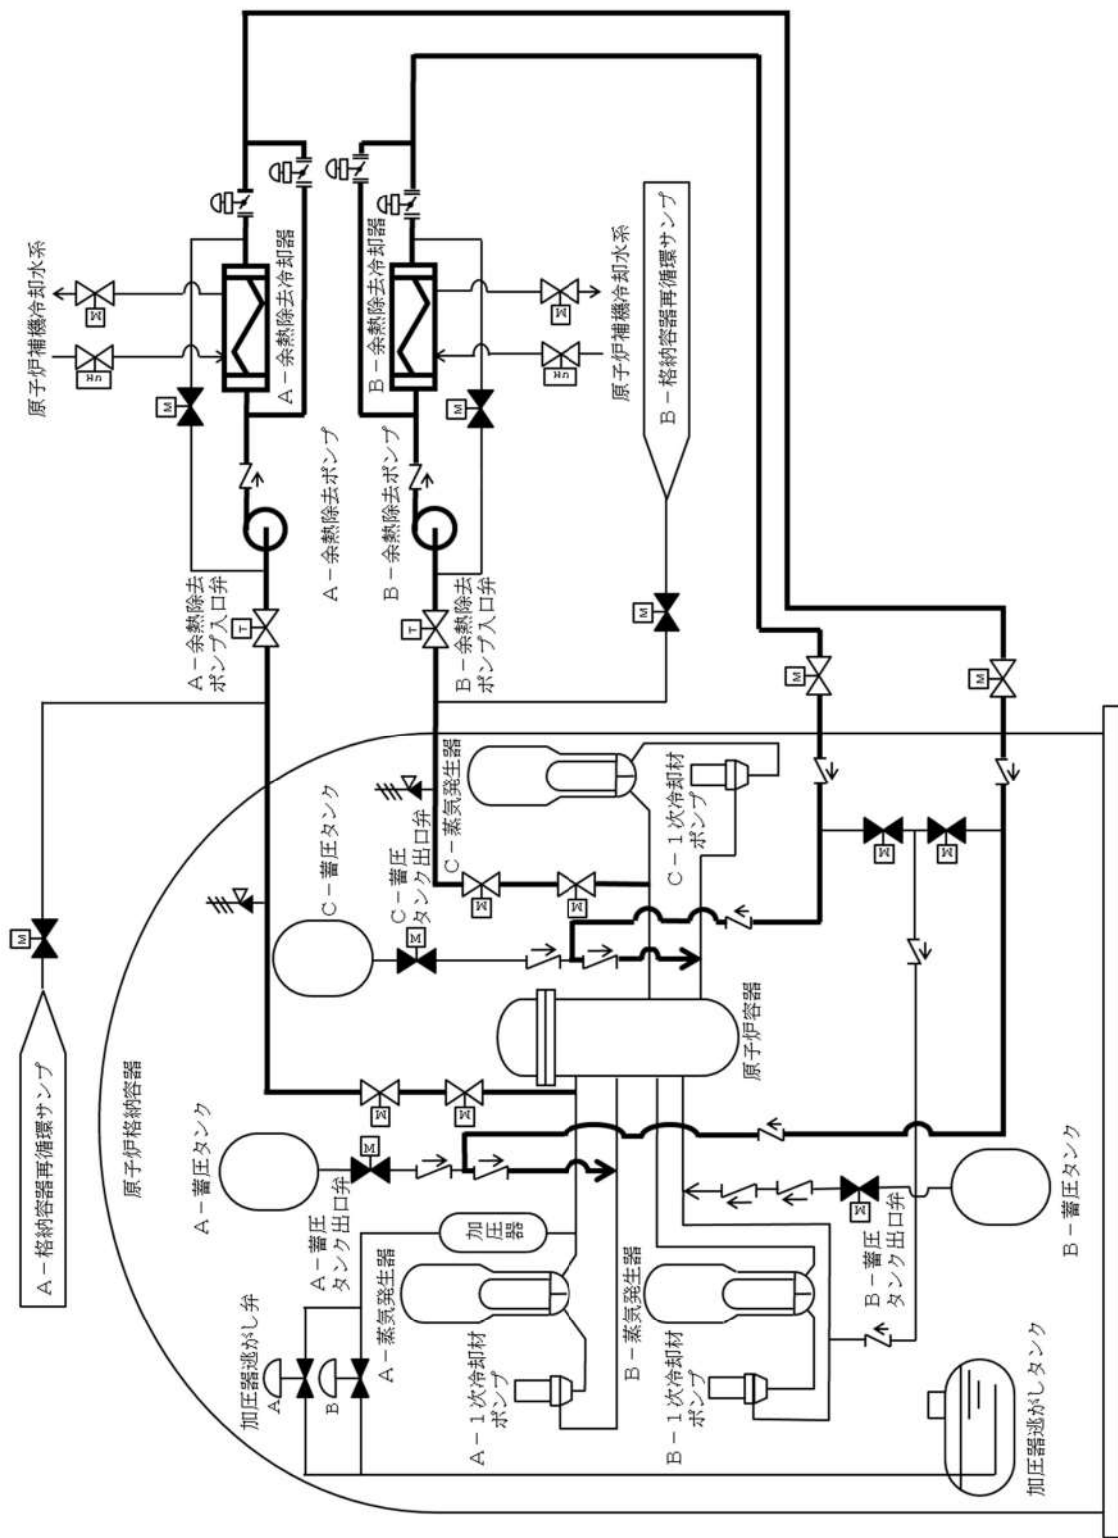 A－格納容器再循環サンプ
M
原子炉格納容器
A－蓄圧タンク
M
A－蓄圧
タンク出口弁
加圧器逃がし弁
A
B
加圧器
A－蒸気発生器
A－1次冷却材
ポンプ
B－蒸気発生器
B－1次冷却材
ポンプ
M
B－蓄圧
タンク出口弁
B－蓄圧タンク
加圧器逃がしタンク
M
M
原子炉容器
C－蓄圧タンク
M
C－蓄圧
タンク出口弁
M
M
C－蒸気発生器
C－1次冷却材
ポンプ
M
M
M
M
T
A－余熱除去
ポンプ入口弁
A－余熱除去ポンプ
M
A－余熱除去冷却器
M
原子炉補機冷却水系
T
B－余熱除去
ポンプ入口弁
B－余熱除去ポンプ
M
B－余熱除去冷却器
M
原子炉補機冷却水系
M
B－格納容器再循環サンプ